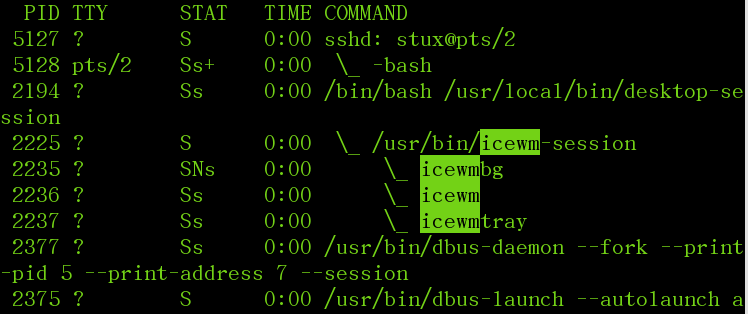 PID TTY      STAT   TIME COMMAND
5127 ?        S      0:00 sshd: stux@pts/2
5128 pts/2    Ss+    0:00  \_ -bash
2194 ?        Ss     0:00 /bin/bash /usr/local/bin/desktop-se
ssion
2225 ?        S      0:00  \_ /usr/bin/icewm-session
2235 ?        SNs    0:00      \_ icewmbg
2236 ?        Ss     0:00      \_ icewm
2237 ?        Ss     0:00      \_ icewmtray
2377 ?        Ss     0:00 /usr/bin/dbus-daemon --fork --print
-pid 5 --print-address 7 --session
2375 ?        S      0:00 /usr/bin/dbus-launch --autolaunch a